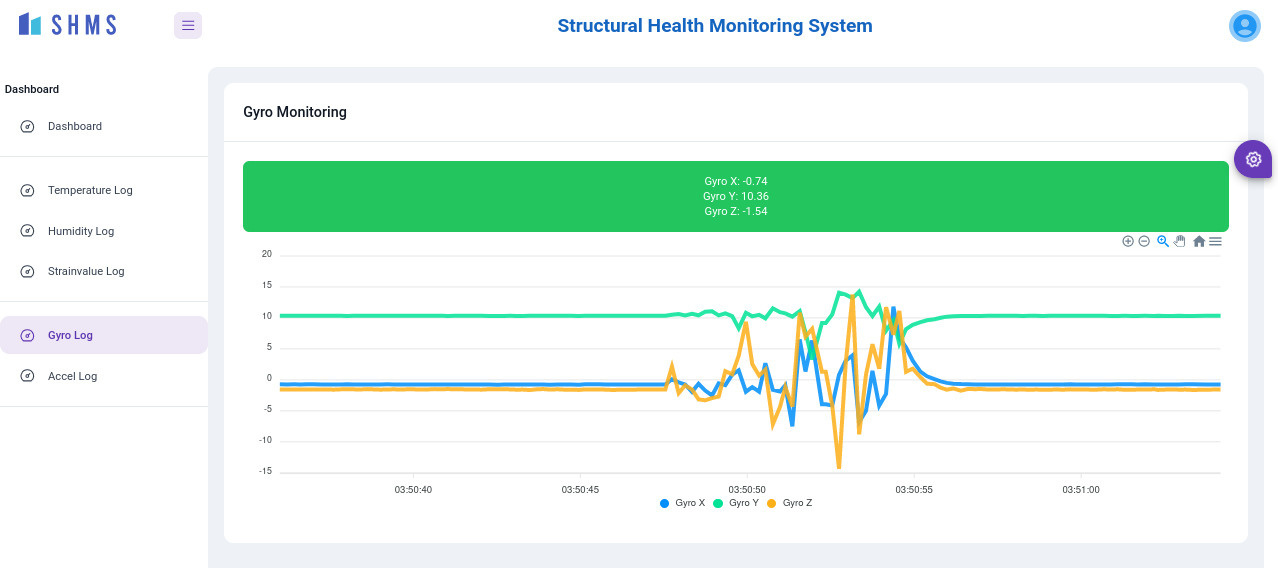 SHMS
Structural Health Monitoring System
Dashboard
Dashboard
Temperature Log
Humidity Log
Strainvalue Log
Gyro Log
Accel Log
Gyro Monitoring
Gyro X: -0.74
Gyro Y: 10.36
Gyro Z: -1.54
20
15
10
5
0
-5
-10
-15
03:50:40 03:50:45 03:50:50 03:50:55 03:51:00
Gyro X Gyro Y Gyro Z